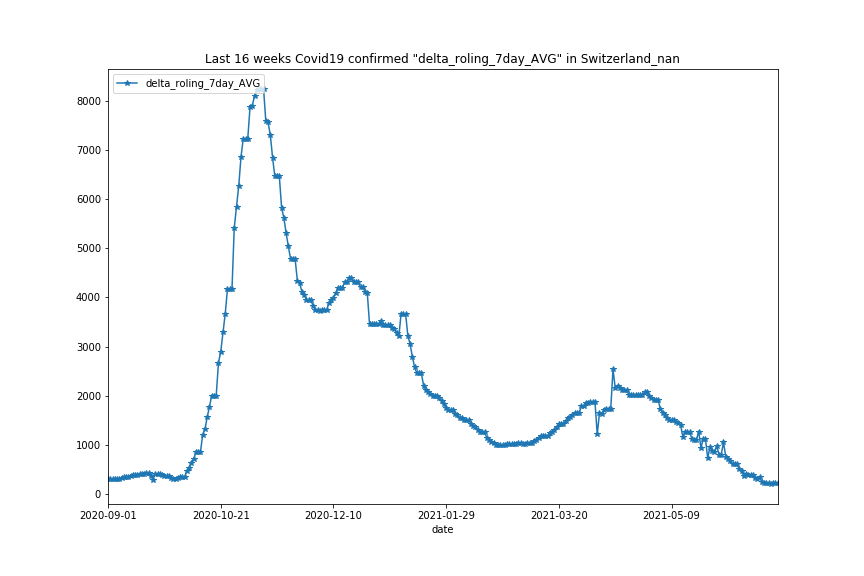 Last 16 weeks Covid19 confirmed "delta_roling_7day_AVG" in Switzerland_nan
delta_roling_7day_AVG
8000
7000
6000
5000
4000
3000
2000
1000
0
2020-09-01 2020-10-21 2020-12-10 2021-01-29 2021-03-20 2021-05-09
date